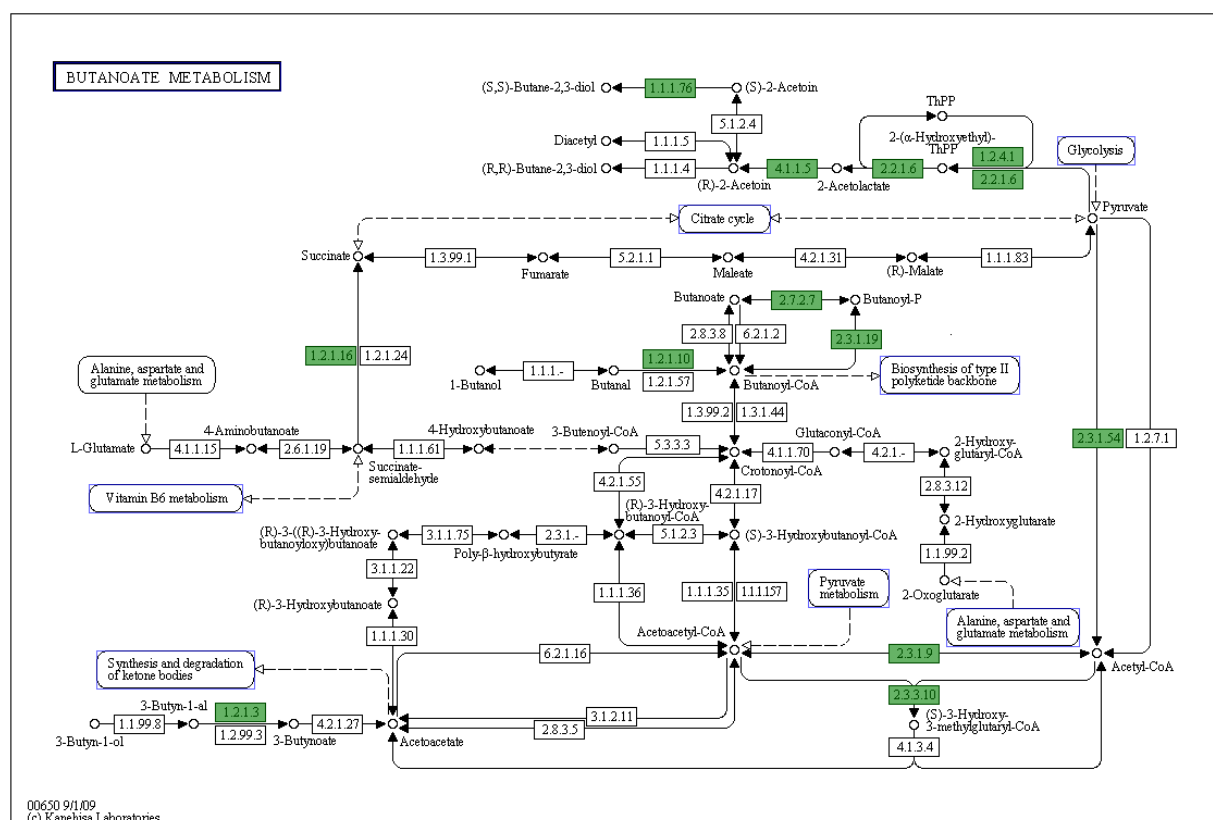 BUTANOATE METABOLISM
(S,S)-Butane-2,3-diol
1.1.1.76
(S)-2-Acetoin
ThPP
5.1.2.4
2-(α-Hydroxyethyl)-
ThPP
Diacetyl
1.1.1.5
1.2.4.1
Glycolysis
(R,R)-Butane-2,3-diol
1.1.1.4
(R)-2-Acetoin
4.1.1.5
2-Acetolactate
2.2.1.6
2.2.1.6
Citrate cycle
Pyruvate
Succinate
1.3.99.1
Fumarate
5.2.1.1
Maleate
4.2.1.31
(R)-Malate
1.1.1.83
Butanoate
2.7.2.7
Butanoyl-P
2.8.3.8
6.2.1.2
2.3.1.19
1.2.1.16
1.2.1.24
Alanine, aspartate and
glutamate metabolism
1-Butanol
1.1.1.-
Butanal
1.2.1.10
1.2.1.57
Butanoyl-CoA
Biosynthesis of type II
polyketide backbone
1.3.99.2
1.3.1.44
L-Glutamate
4.1.1.15
4-Aminobutanoate
2.6.1.19
Succinate-
semialdehyde
1.1.1.61
4-Hydroxybutanoate
3-Butenoyl-CoA
5.3.3.3
Crotonoyl-CoA
4.1.1.70
Glutaconyl-CoA
4.2.1.-
2-Hydroxy-
glutaryl-CoA
2.3.1.54
1.2.7.1
Vitamin B6 metabolism
4.2.1.55
4.2.1.17
2.8.3.12
(R)-3-((R)-3-Hydroxy-
butanoyloxy)butanoate
3.1.1.75
Poly-β-hydroxybutyrate
2.3.1.-
(R)-3-Hydroxy-
butanoyl-CoA
5.1.2.3
(S)-3-Hydroxybutanoyl-CoA
2-Hydroxyglutarate
1.1.99.2
3.1.1.22
1.1.1.36
1.1.1.35
1.1.1.157
Pyruvate
metabolism
2-Oxoglutarate
(R)-3-Hydroxybutanoate
Alanine, aspartate and
glutamate metabolism
1.1.1.30
Acetoacetyl-CoA
Synthesis and degradation
of ketone bodies
6.2.1.16
2.3.1.9
Acetyl-CoA
2.3.3.10
3-Butyn-1-ol
1.1.99.8
3-Butyn-1-al
1.2.1.3
1.2.99.3
3-Butynoate
4.2.1.27
Acetoacetate
3.1.2.11
2.8.3.5
(S)-3-Hydroxy-
3-methylglutaryl-CoA
4.1.3.4
00650 9/1/09
(c) Kanehisa Laboratories